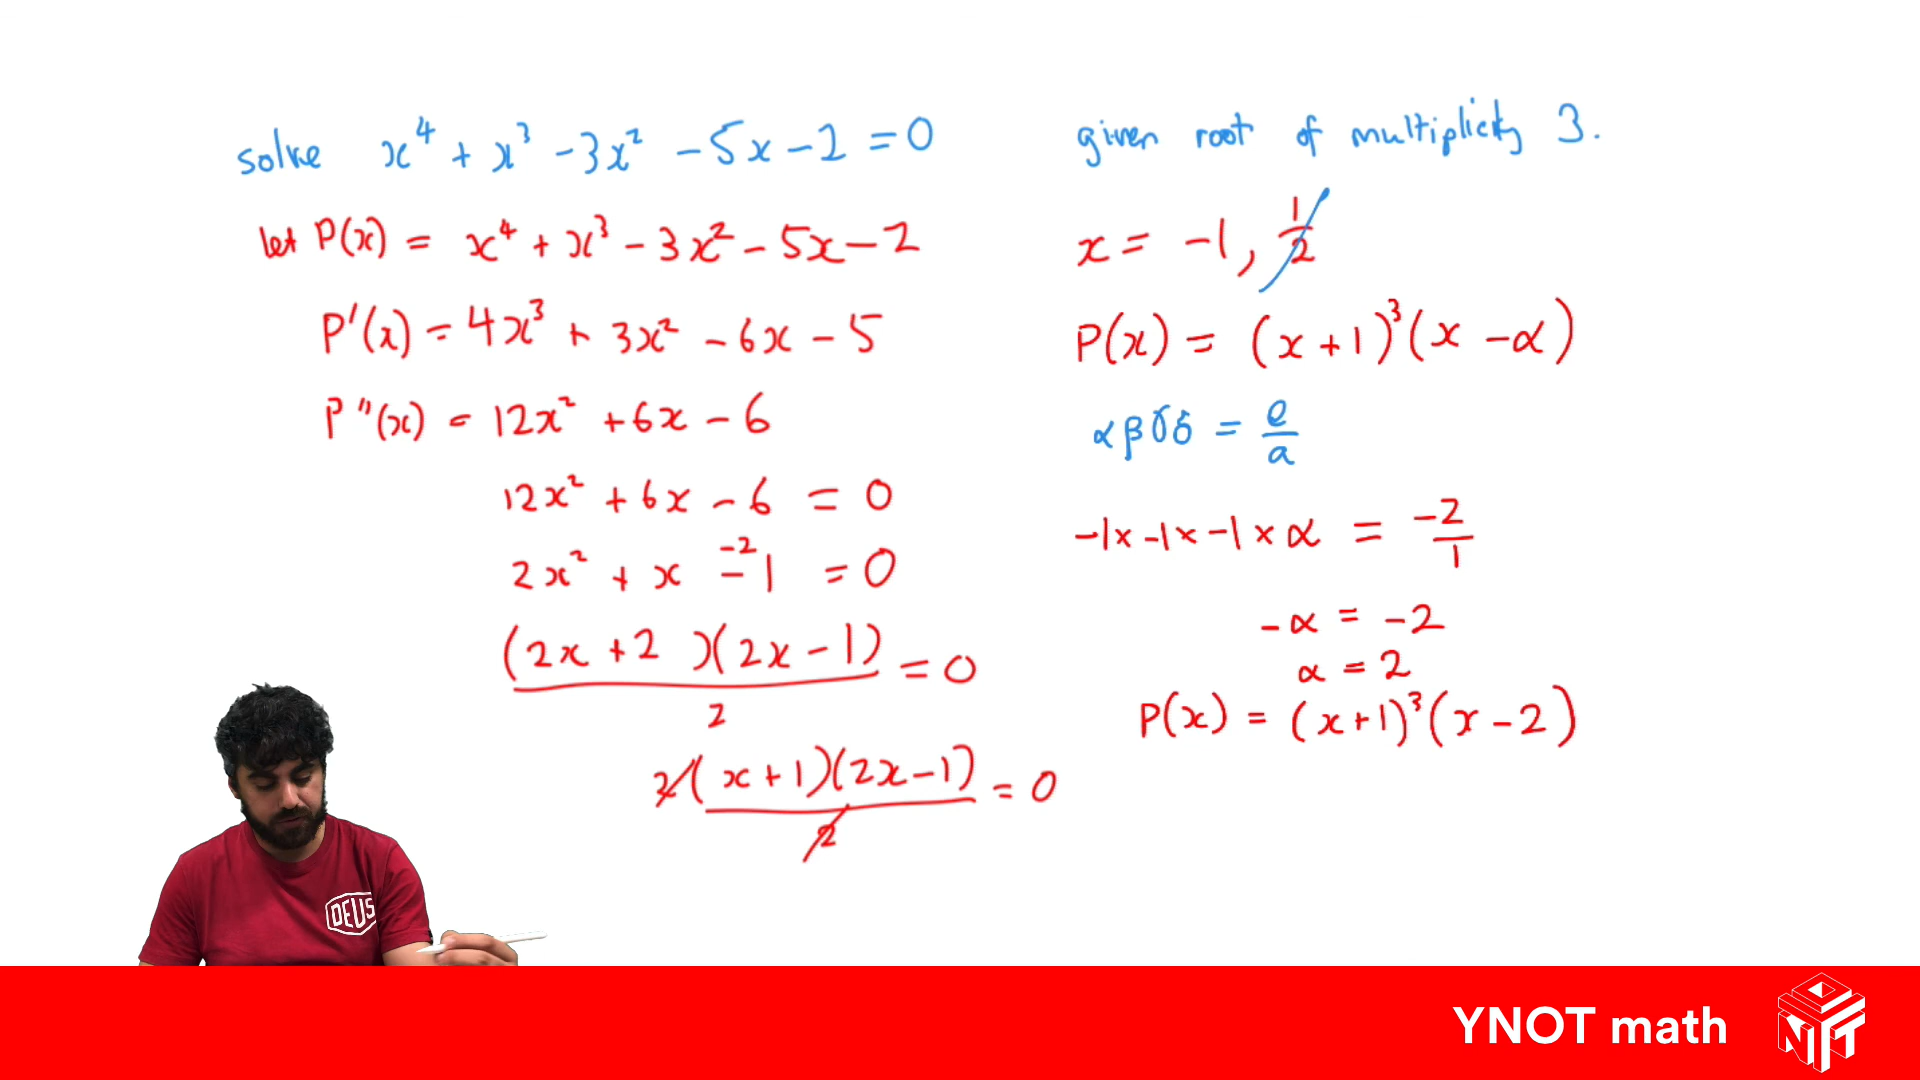 solve x⁴ + x³ - 3x² - 5x - 2 = 0
let P(x) = x⁴ + x³ - 3x² - 5x - 2
P'(x) = 4x³ + 3x² - 6x - 5
P"(x) = 12x² + 6x - 6
12x² + 6x - 6 = 0
-2
2x² + x - 1 = 0
(2x + 2 )(2x - 1) = 0
2
2(x + 1)(2x - 1) = 0
2
given root of multiplicity 3.
x = -1, 1/2
P(x) = (x + 1)³(x - α)
αβγδ = e/a
-1 x -1 x -1 x α = -2/1
-α = -2
α = 2
P(x) = (x+1)³(x - 2)
DEUS
YNOT math